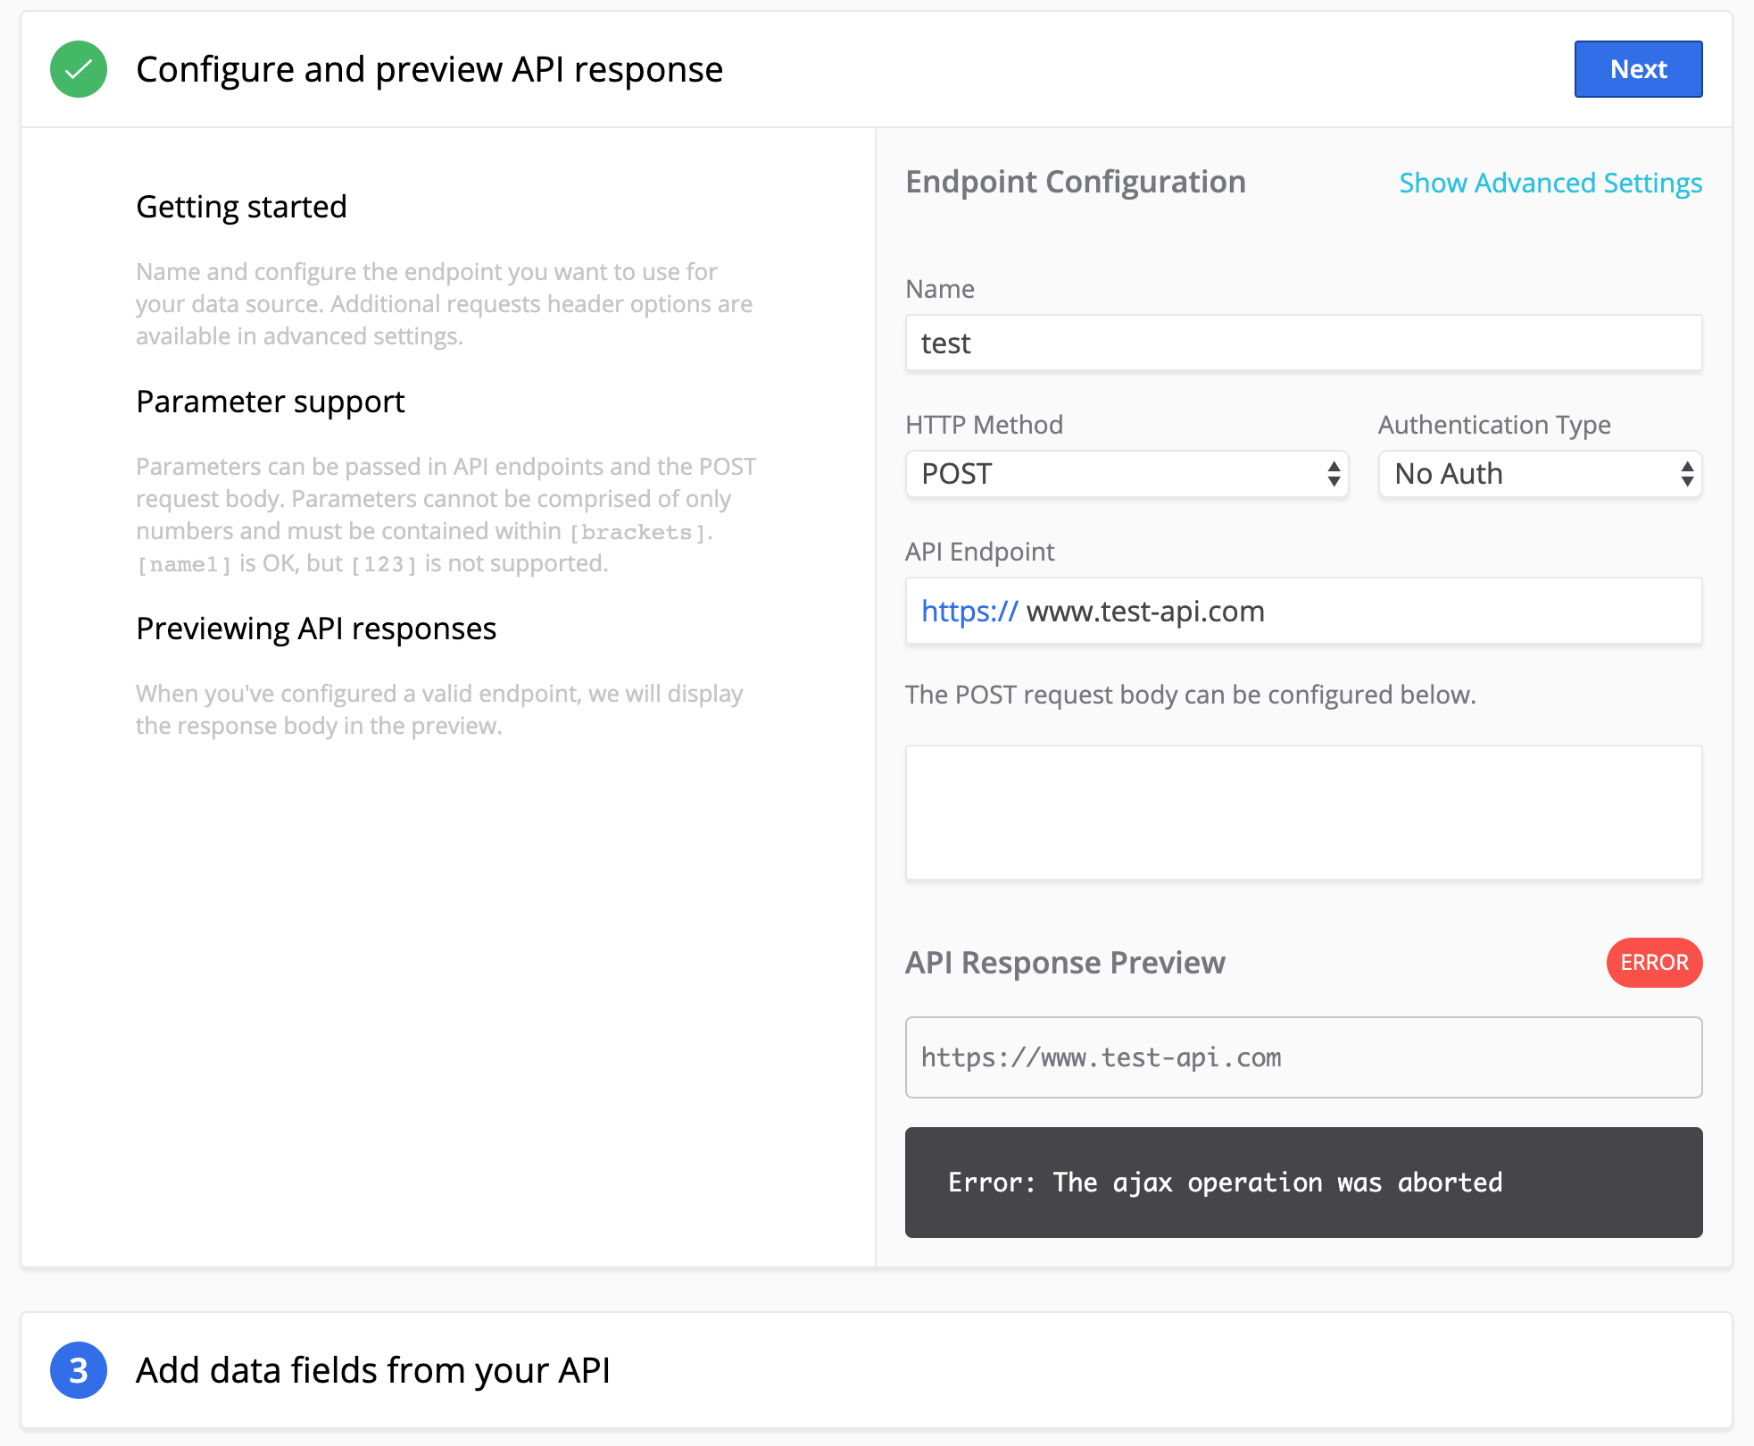 Configure and preview API response
Next
Getting started
Name and configure the endpoint you want to use for
your data source. Additional requests header options are
available in advanced settings.
Parameter support
Parameters can be passed in API endpoints and the POST
request body. Parameters cannot be comprised of only
numbers and must be contained within [brackets].
[name1] is OK, but [123] is not supported.
Previewing API responses
When you've configured a valid endpoint, we will display
the response body in the preview.
Endpoint Configuration
Show Advanced Settings
Name
test
HTTP Method
Authentication Type
POST
No Auth
API Endpoint
https:// www.test-api.com
The POST request body can be configured below.
API Response Preview
ERROR
https://www.test-api.com
Error: The ajax operation was aborted
3
Add data fields from your API